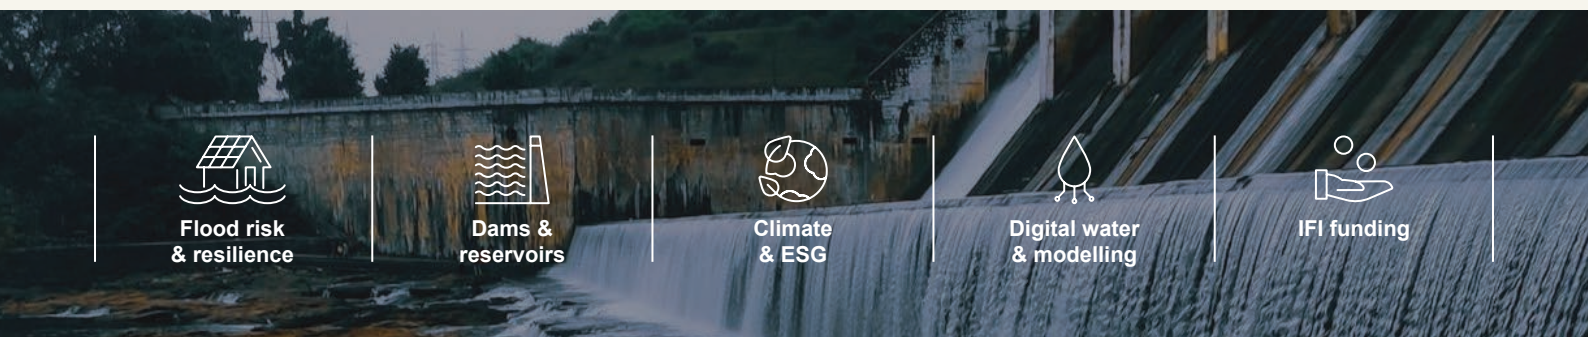 Flood risk
& resilience
Dams &
reservoirs
Climate
& ESG
Digital water
& modelling
IFI funding